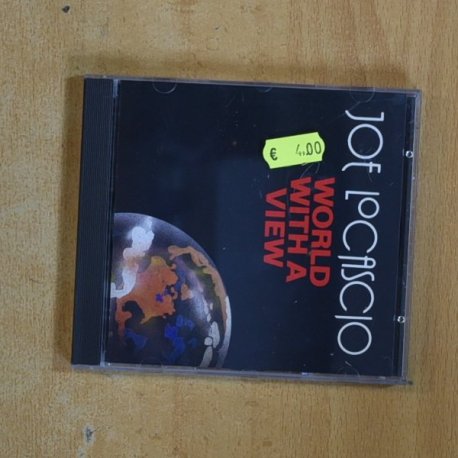 JOE LOCASCIO
WORLD
WITH A
VIEW
€ 4,00